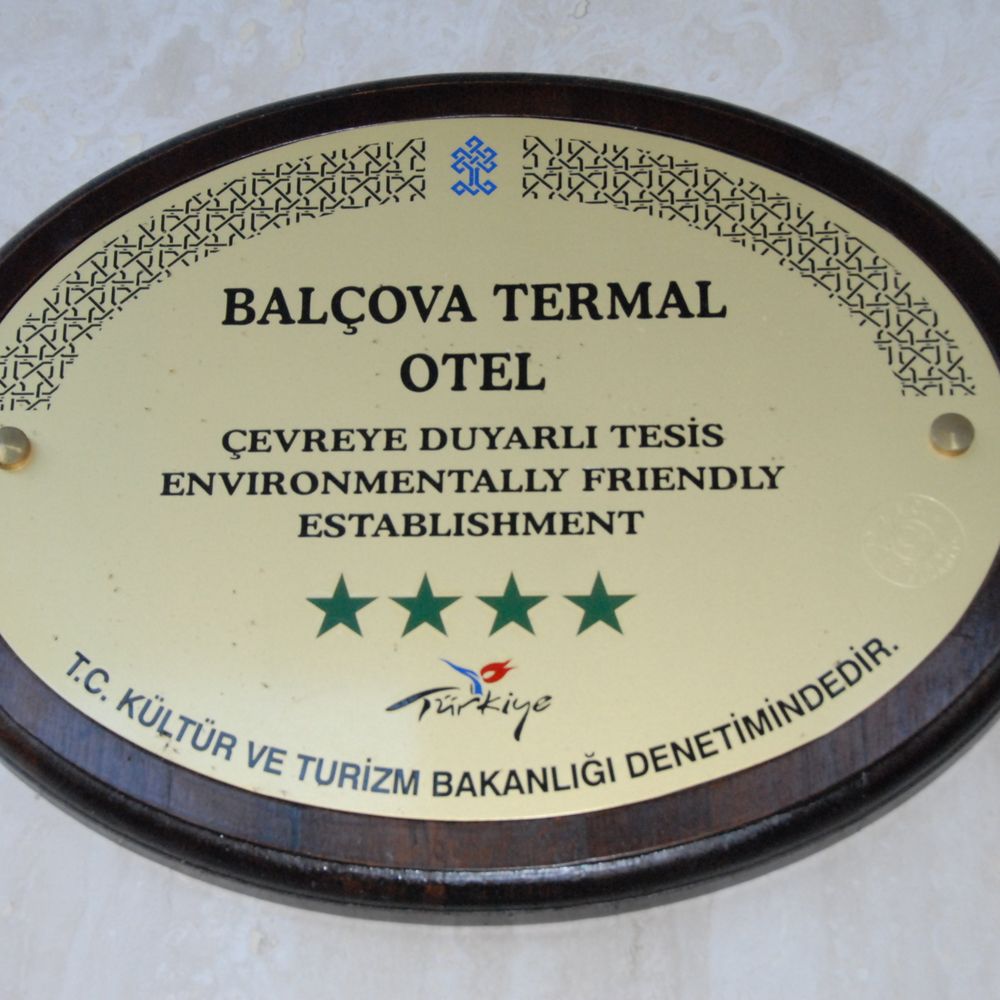 BALÇOVA TERMAL
OTEL
ÇEVREYE DUYARLI TESİS
ENVIRONMENTALLY FRIENDLY
ESTABLISHMENT
Türkiye
T.C. KÜLTÜR VE TURİZM BAKANLIĞI DENETİMİNDEDİR.